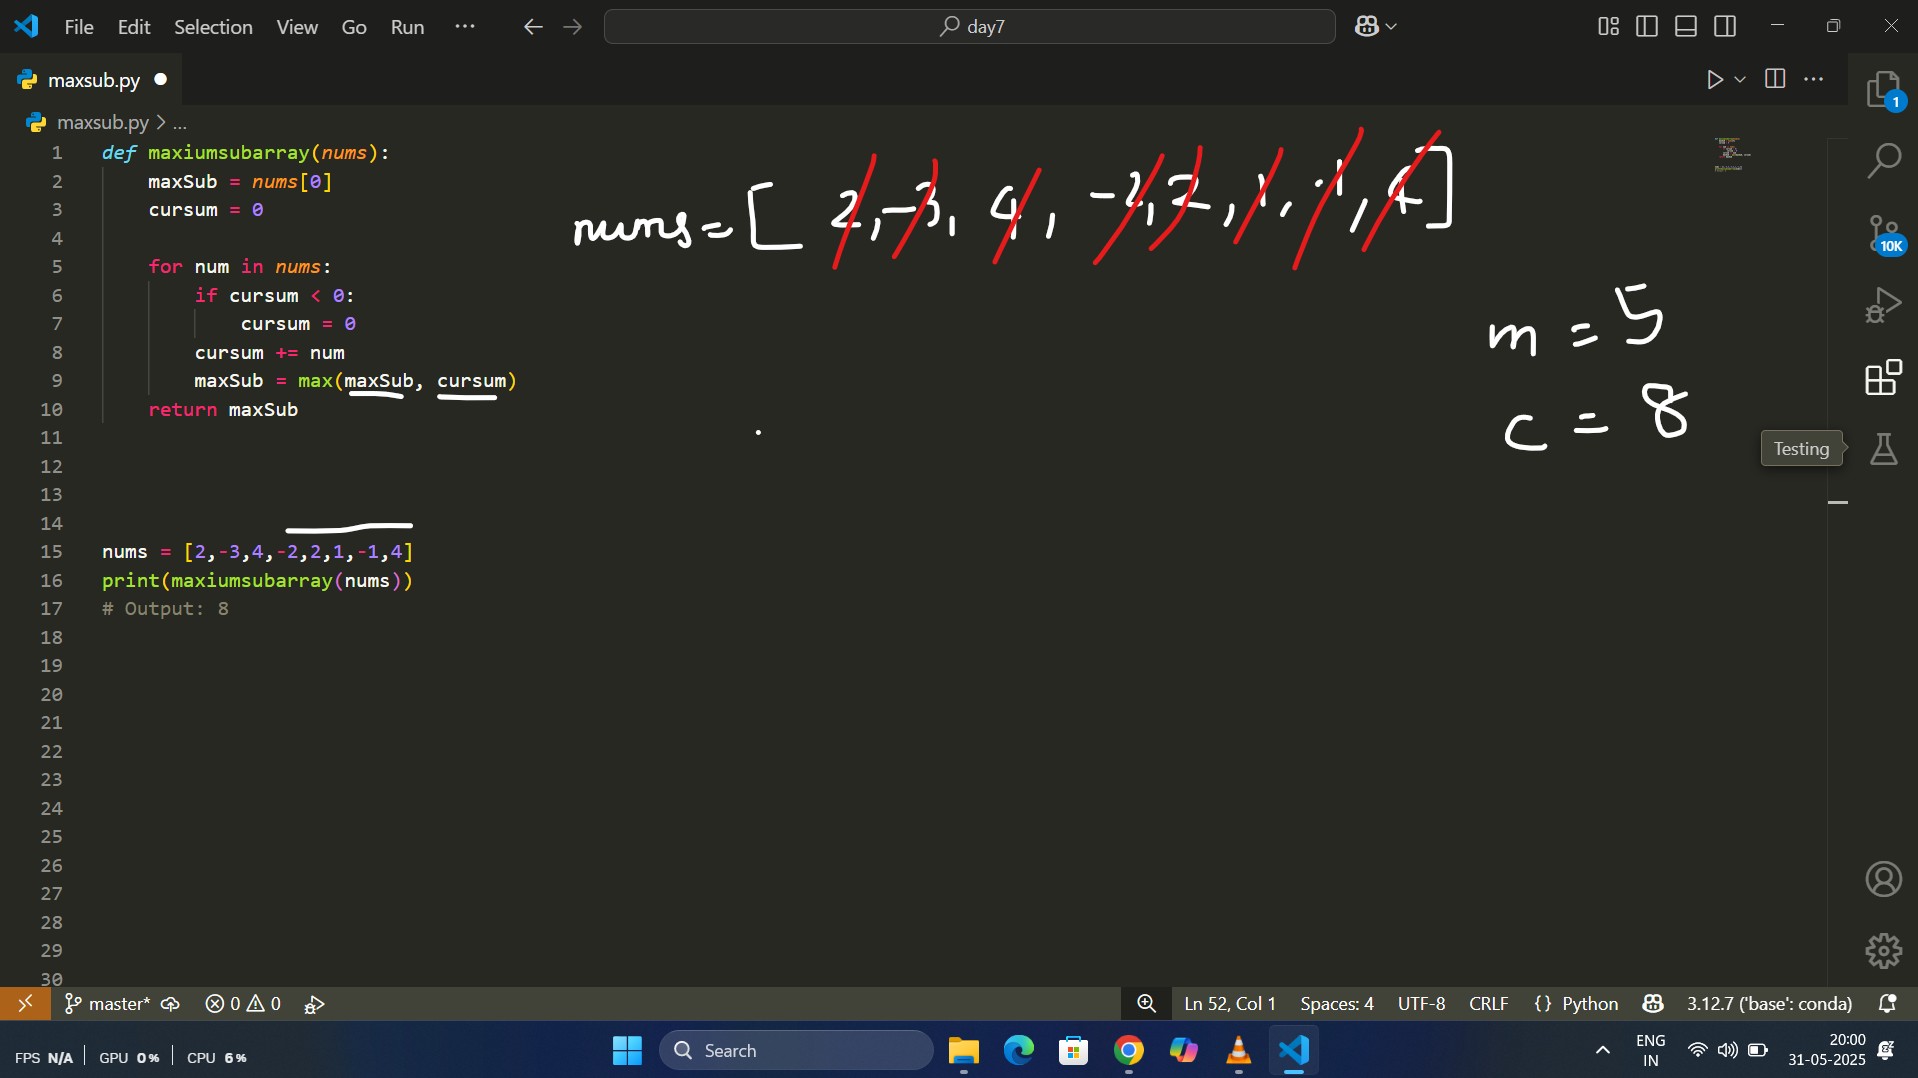 File Edit Selection View Go Run ... day7
maxsub.py
maxsub.py > ...
1 def maxiumsubarray(nums):
2 maxSub = nums[0]
3 cursum = 0
4
5 for num in nums:
6 if cursum < 0:
7 cursum = 0
8 cursum += num
9 maxSub = max(maxSub, cursum)
10 return maxSub
11
12
13
14
15 nums = [2,-3,4,-2,2,1,-1,4]
16 print(maxiumsubarray(nums))
17 # Output: 8
18
19
20
21
22
23
24
25
26
27
28
29
30
nums = [ 2, -3, 4, -2, 2, 1, -1, 4]
m = 5
c = 8
1
10K
Testing
master* 0 0 Ln 52, Col 1 Spaces: 4 UTF-8 CRLF {} Python 3.12.7 ('base': conda)
FPS N/A GPU 0% CPU 6% Search ENG IN 20:00 31-05-2025